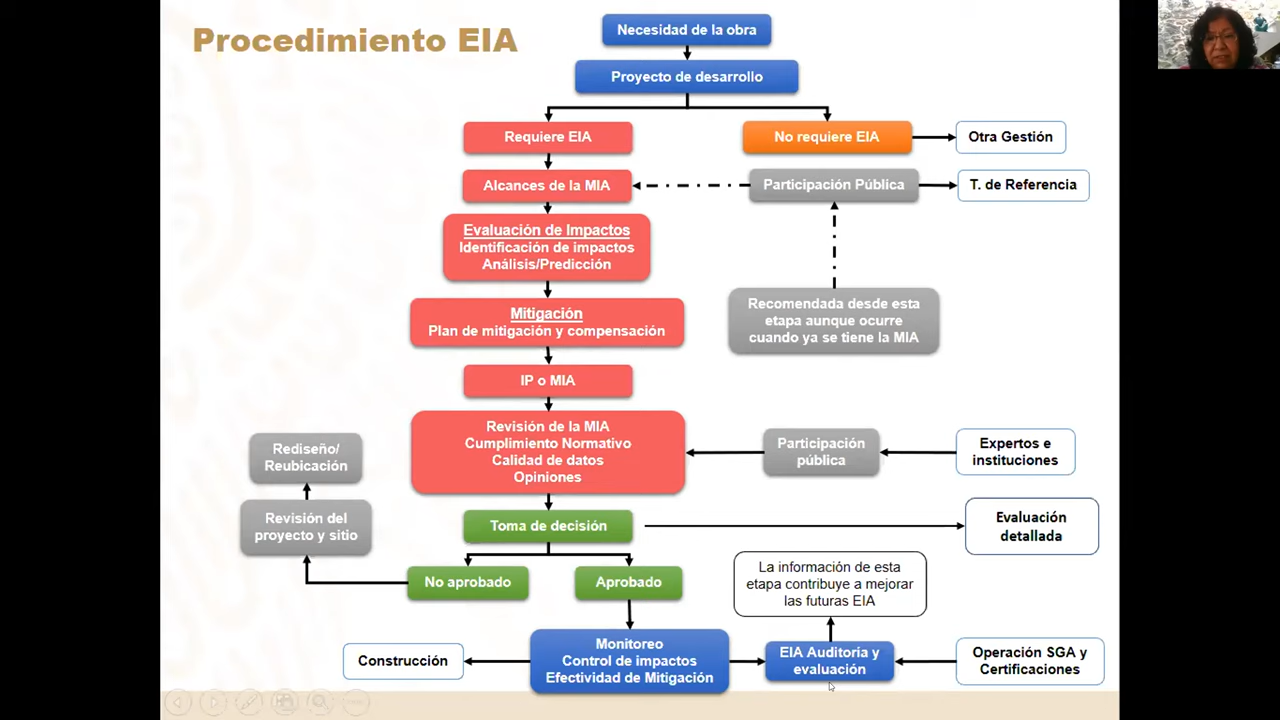 Procedimiento EIA
Necesidad de la obra
Proyecto de desarrollo
Requiere EIA
No requiere EIA
Otra Gestión
Alcances de la MIA
Participación Pública
T. de Referencia
Evaluación de Impactos
Identificación de impactos
Análisis/Predicción
Mitigación
Plan de mitigación y compensación
Recomendada desde esta
etapa aunque ocurre
cuando ya se tiene la MIA
IP o MIA
Revisión de la MIA
Cumplimiento Normativo
Calidad de datos
Opiniones
Participación
pública
Expertos e
instituciones
Rediseño/
Reubicación
Revisión del
proyecto y sitio
Toma de decisión
Evaluación
detallada
No aprobado
Aprobado
La información de esta
etapa contribuye a mejorar
las futuras EIA
Construcción
Monitoreo
Control de impactos
Efectividad de Mitigación
EIA Auditoría y
evaluación
Operación SGA y
Certificaciones